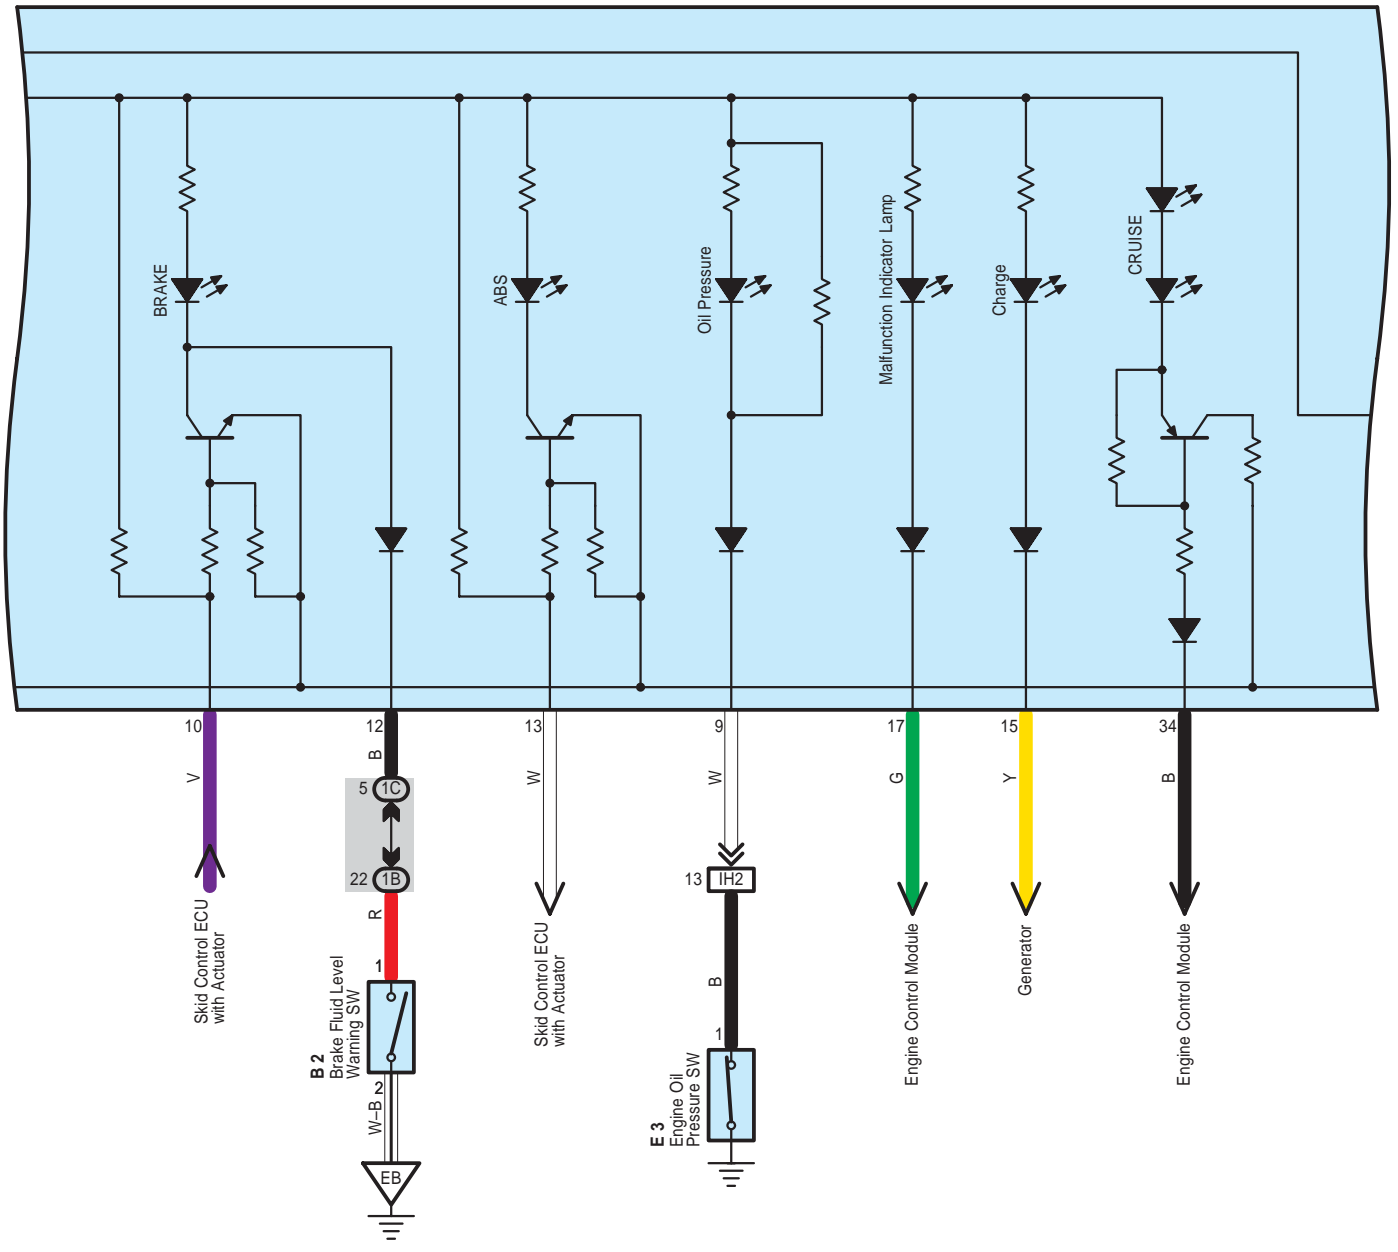 BRAKE
ABS
Oil Pressure
Malfunction Indicator Lamp
Charge
CRUISE
10
12
13
9
17
15
34
V
B
W
W
G
Y
B
5
1C
22
1B
13
IH2
R
B
1
1
Skid Control ECU
with Actuator
B 2
Brake Fluid Level
Warning SW
Skid Control ECU
with Actuator
E 3
Engine Oil
Pressure SW
Engine Control Module
Generator
Engine Control Module
2
W–B
EB